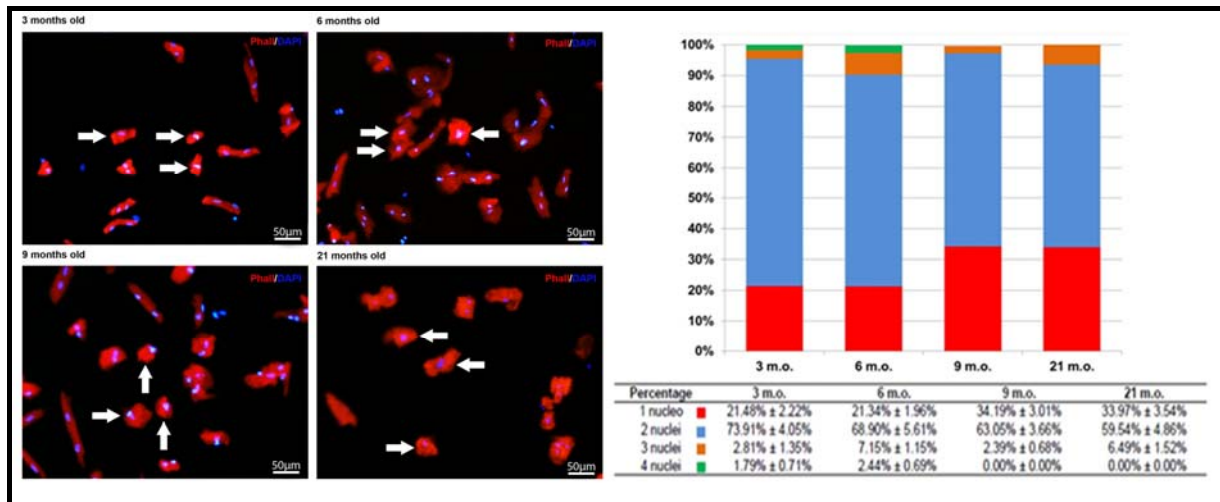 3 months old
6 months old
Phall/DAPI
Phall/DAPI
50µm
50µm
9 months old
21 months old
Phall/DAPI
Phall/DAPI
50µm
50µm
100%
90%
80%
70%
60%
50%
40%
30%
20%
10%
0%
3 m.o. 6 m.o. 9 m.o. 21 m.o.
Percentage 3 m.o. 6 m.o. 9 m.o. 21 m.o.
1 nucleo 21.48% ± 2.22% 21.34% ± 1.96% 34.19% ± 3.01% 33.97% ± 3.54%
2 nuclei 73.91% ± 4.05% 68.90% ± 5.61% 63.05% ± 3.66% 59.54% ± 4.86%
3 nuclei 2.81% ± 1.35% 7.15% ± 1.15% 2.39% ± 0.68% 6.49% ± 1.52%
4 nuclei 1.79% ± 0.71% 2.44% ± 0.69% 0.00% ± 0.00% 0.00% ± 0.00%